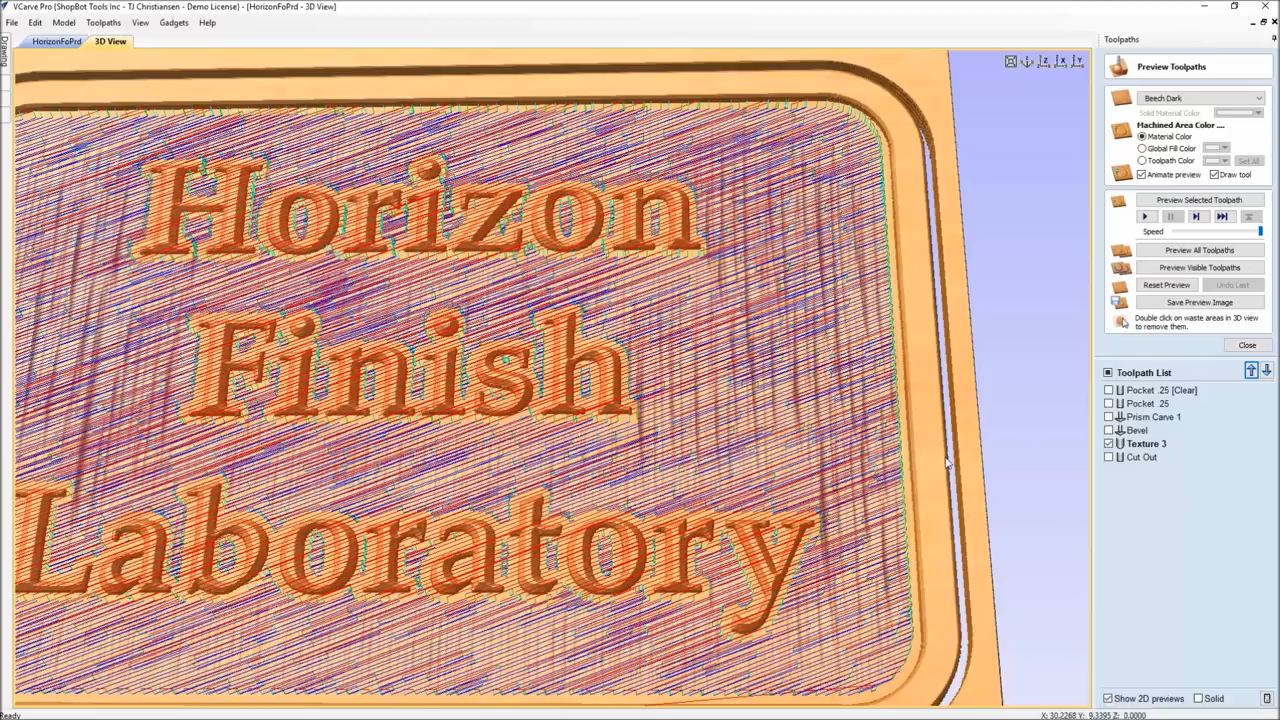 VCarve Pro (ShopBot Tools Inc - TJ Christiansen - Demo License) - [HorizonFoPrd - 3D View]
File Edit Model Toolpaths View Gadgets Help
HorizonFoPrd 3D View
Drawing
Horizon
Finish
Laboratory
Toolpaths
Preview Toolpaths
Beech Dark
Solid Material Color
Machined Area Color ....
Material Color
Global Fill Color
Toolpath Color Set All
Animate preview Draw tool
Preview Selected Toolpath
Speed
Preview All Toolpaths
Preview Visible Toolpaths
Reset Preview Undo Last
Save Preview Image
Double click on waste areas in 3D view
to remove them.
Close
Toolpath List
Pocket .25 [Clear]
Pocket .25
Prism Carve 1
Bevel
Texture 3
Cut Out
Show 2D previews Solid
Ready X: 30.2268 Y: 9.3395 Z: 0.0000